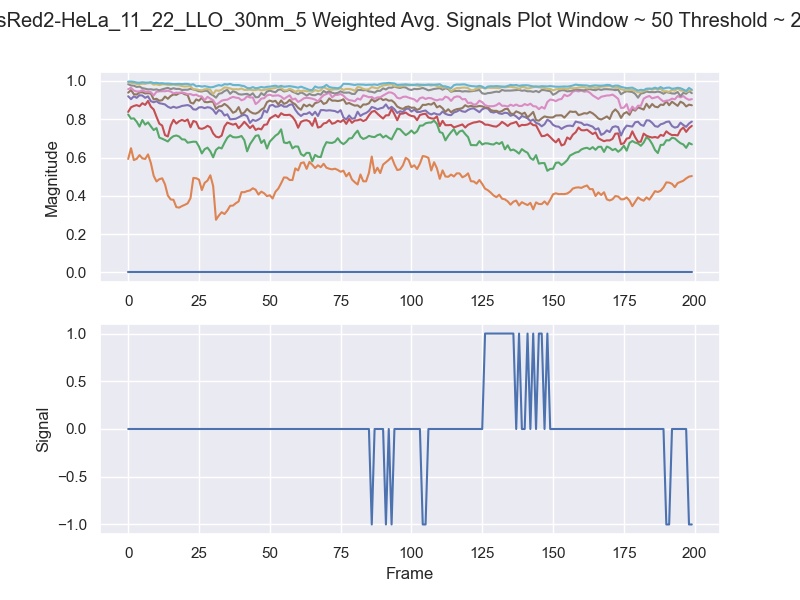 sRed2-HeLa_11_22_LLO_30nm_5 Weighted Avg. Signals Plot Window ~ 50 Threshold ~ 2
1.0
0.8
0.6
0.4
0.2
0.0
Magnitude
0 25 50 75 100 125 150 175 200
1.0
0.5
0.0
−0.5
−1.0
Signal
0 25 50 75 100 125 150 175 200
Frame